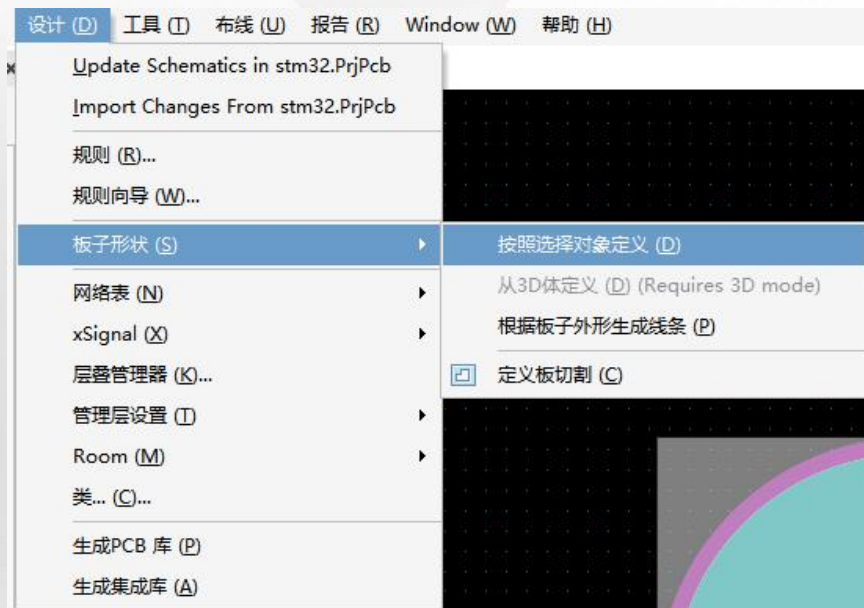 设计 (D) 工具 (T) 布线 (U) 报告 (R) Window (W) 帮助 (H)
Update Schematics in stm32.PrjPcb
Import Changes From stm32.PrjPcb
规则 (R)...
规则向导 (W)...
板子形状 (S)
按照选择对象定义 (D)
从3D体定义 (D) (Requires 3D mode)
根据板子外形生成线条 (P)
定义板切割 (C)
网络表 (N)
xSignal (X)
层叠管理器 (K)...
管理层设置 (T)
Room (M)
类... (C)...
生成PCB 库 (P)
生成集成库 (A)